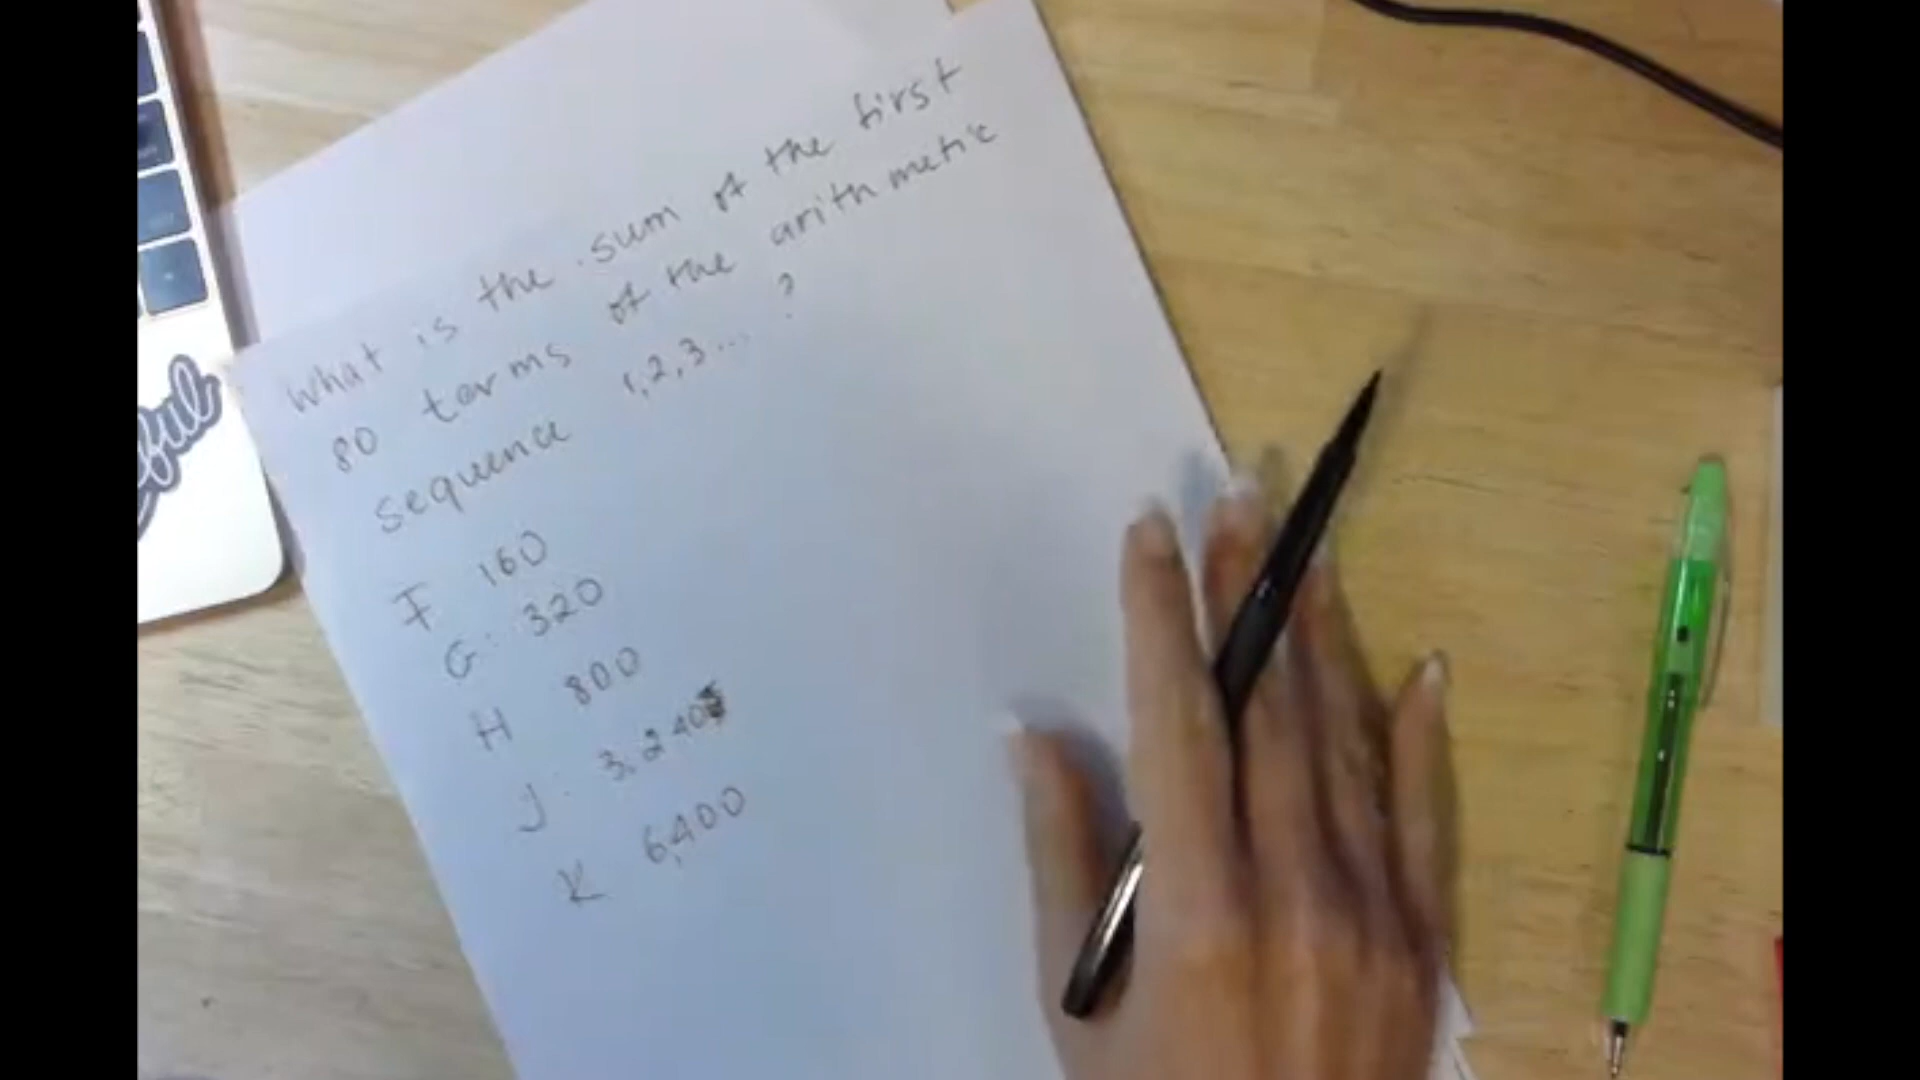 What is the sum of the first
80 terms of the arithmetic
sequence 1,2,3... ?
F 160
G: 320
H 800
J: 3,240
K 6,400